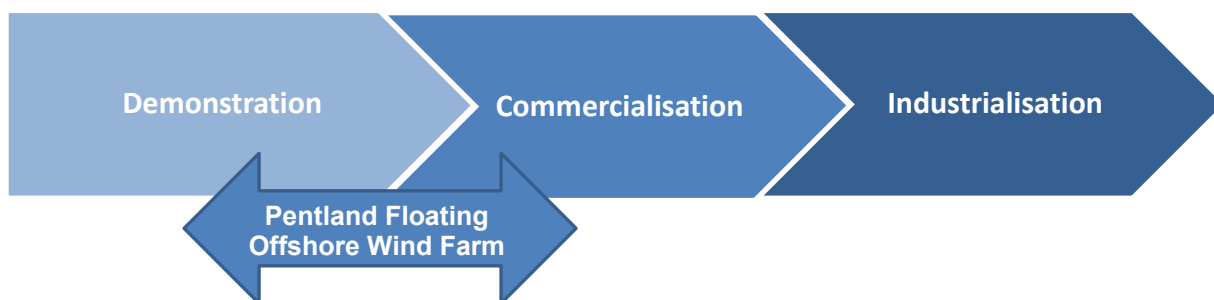 Demonstration
Commercialisation
Industrialisation
Pentland Floating
Offshore Wind Farm